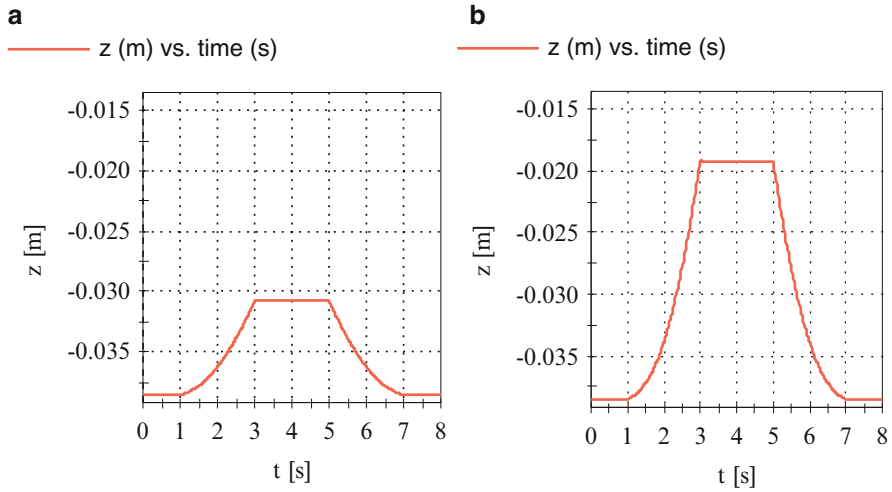 a
z (m) vs. time (s)
-0.015
-0.020
-0.025
-0.030
-0.035
z [m]
0 1 2 3 4 5 6 7 8
t [s]
b
z (m) vs. time (s)
-0.015
-0.020
-0.025
-0.030
-0.035
z [m]
0 1 2 3 4 5 6 7 8
t [s]